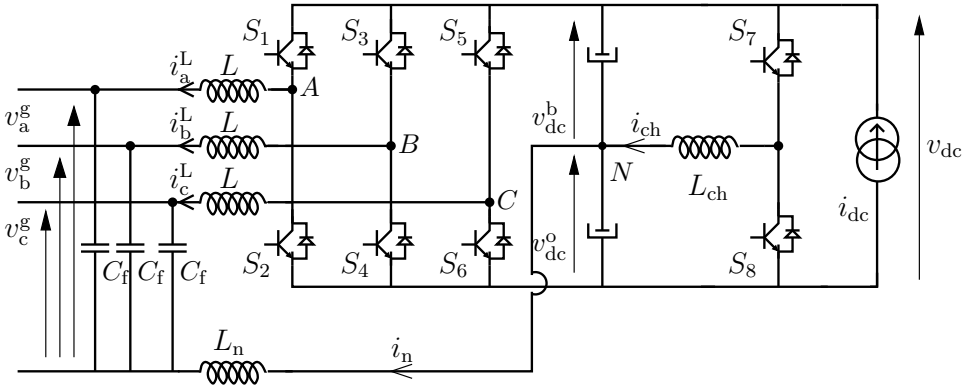 S₁ S₃ S₅ S₇
i_a^L L A
v_a^g i_b^L L B v_dc^b i_ch v_dc
v_b^g i_c^L L C N L_ch i_dc
v_c^g v_dc^o
C_f C_f C_f S₂ S₄ S₆ S₈
L_n i_n